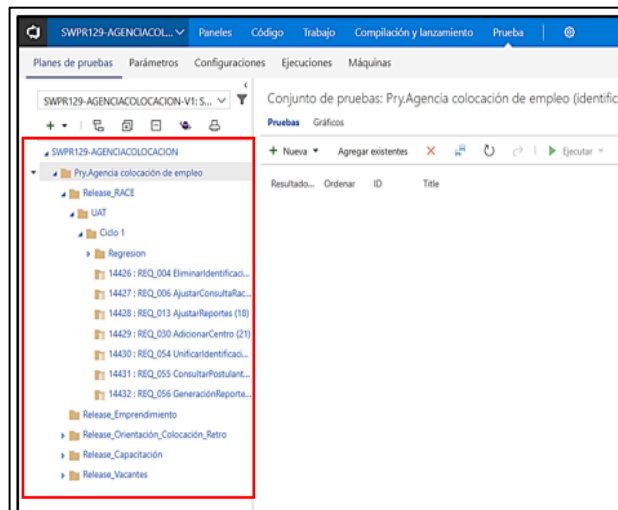 SWPR129-AGENCIACOL... Paneles Código Trabajo Compilación y lanzamiento Prueba
Planes de pruebas Parámetros Configuraciones Ejecuciones Máquinas
SWPR129-AGENCIACOLOCACION-V1: S...
Conjunto de pruebas: Pry.Agencia colocación de empleo (identific
Pruebas Gráficos
Nueva Agregar existentes Ejecutar
Resultado... Ordenar ID Title
SWPR129-AGENCIACOLOCACION
Pry.Agencia colocación de empleo
Release_RACE
UAT
Ciclo 1
Regresion
14426 : REQ_004 EliminarIdentificaci...
14427 : REQ_006 AjustarConsultaRac...
14428 : REQ_013 AjustarReportes (18)
14429 : REQ_030 AdicionarCentro (21)
14430 : REQ_054 UnificarIdentificaci...
14431 : REQ_055 ConsultarPostulant...
14432 : REQ_056 GeneraciónReporte...
Release_Emprendimiento
Release_Orientación_Colocación_Retro
Release_Capacitación
Release_Vacantes